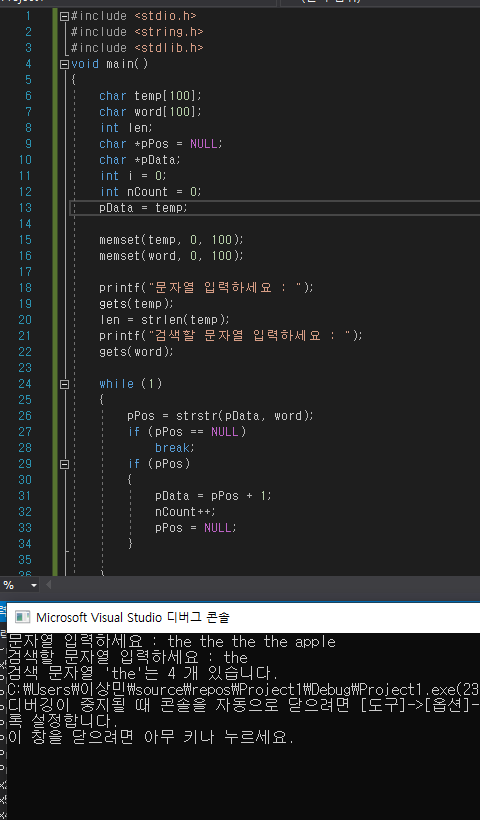 1 #include <stdio.h>
2 #include <string.h>
3 #include <stdlib.h>
4 void main()
5 {
6 char temp[100];
7 char word[100];
8 int len;
9 char *pPos = NULL;
10 char *pData;
11 int i = 0;
12 int nCount = 0;
13 pData = temp;
14
15 memset(temp, 0, 100);
16 memset(word, 0, 100);
17
18 printf("문자열 입력하세요 : ");
19 gets(temp);
20 len = strlen(temp);
21 printf("검색할 문자열 입력하세요 : ");
22 gets(word);
23
24 while (1)
25 {
26 pPos = strstr(pData, word);
27 if (pPos == NULL)
28 break;
29 if (pPos)
30 {
31 pData = pPos + 1;
32 nCount++;
33 pPos = NULL;
34 }
35
36 }
%
Microsoft Visual Studio 디버그 콘솔
문자열 입력하세요 : the the the the apple
검색할 문자열 입력하세요 : the
검색 문자열 'the'는 4 개 있습니다.
C:₩Users₩이상민₩source₩repos₩Project1₩Debug₩Project1.exe(23
디버깅이 중지될 때 콘솔을 자동으로 닫으려면 [도구]->[옵션]-
록 설정합니다.
이 창을 닫으려면 아무 키나 누르세요.